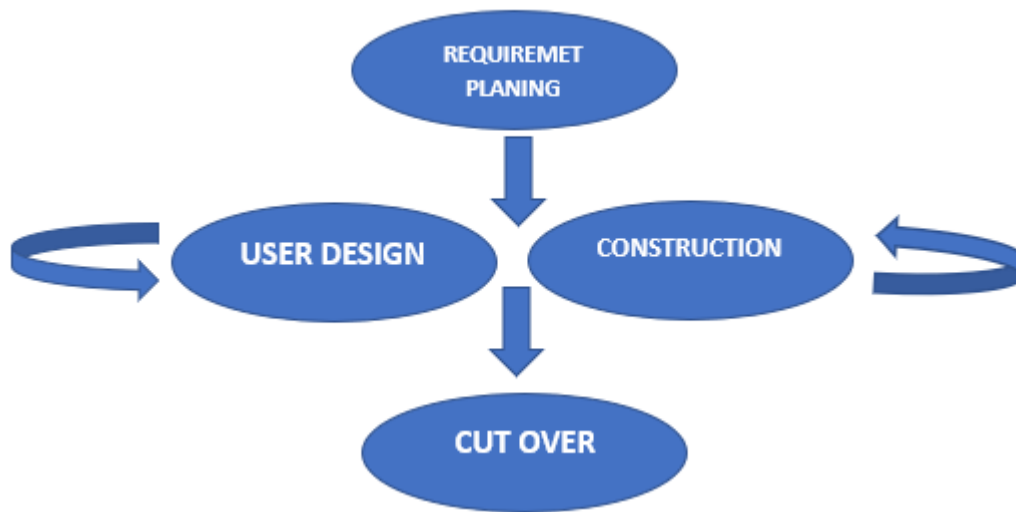 REQUIREMET
PLANING
USER DESIGN
CONSTRUCTION
CUT OVER